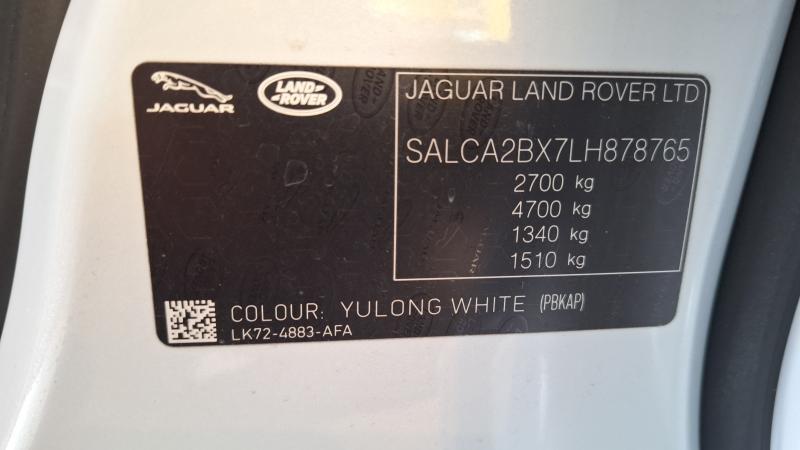 JAGUAR
LAND ROVER
JAGUAR LAND ROVER LTD
SALCA2BX7LH878765
2700 kg
4700 kg
1340 kg
1510 kg
COLOUR: YULONG WHITE (PBKAP)
LK72-4883-AFA